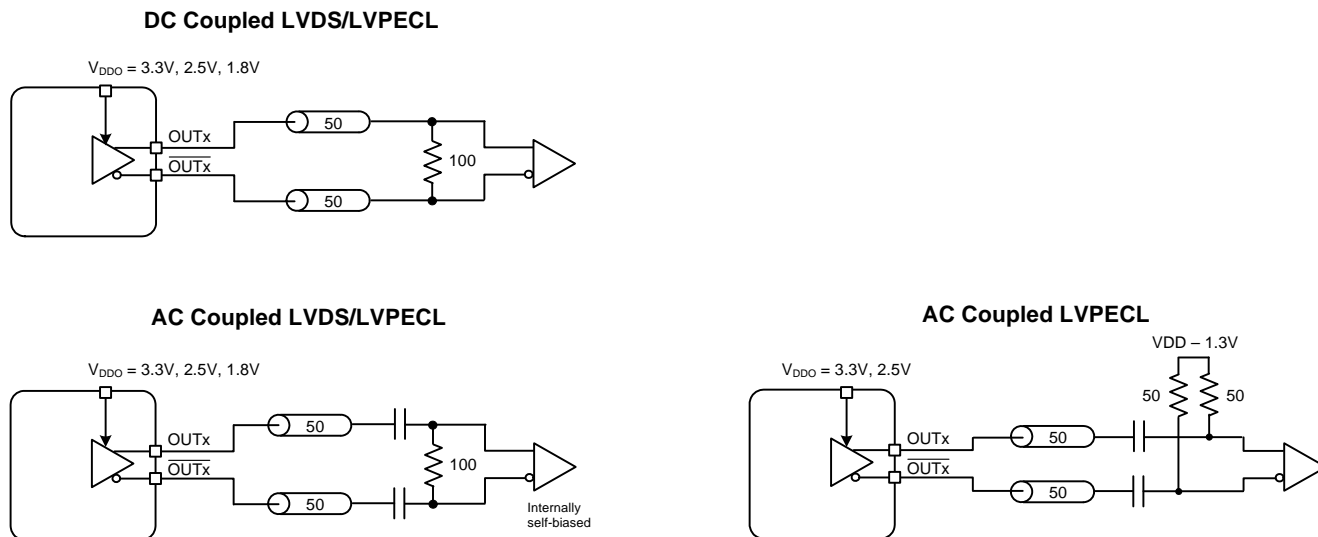 DC Coupled LVDS/LVPECL
VDDO = 3.3V, 2.5V, 1.8V
OUTx
OUTx
50
50
100
AC Coupled LVDS/LVPECL
VDDO = 3.3V, 2.5V, 1.8V
OUTx
OUTx
50
50
100
Internally
self-biased
AC Coupled LVPECL
VDD – 1.3V
VDDO = 3.3V, 2.5V
50
50
OUTx
OUTx
50
50